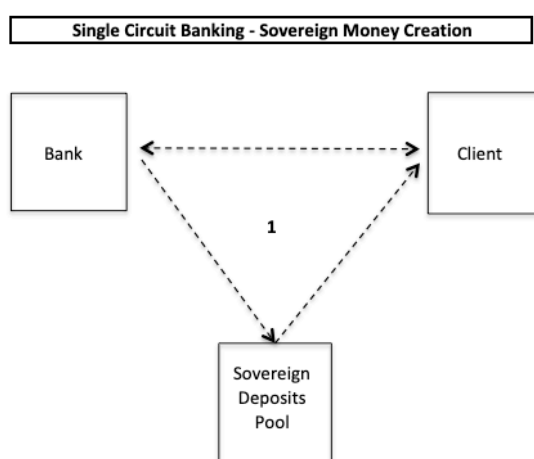 Single Circuit Banking - Sovereign Money Creation
Bank
Client
1
Sovereign
Deposits
Pool